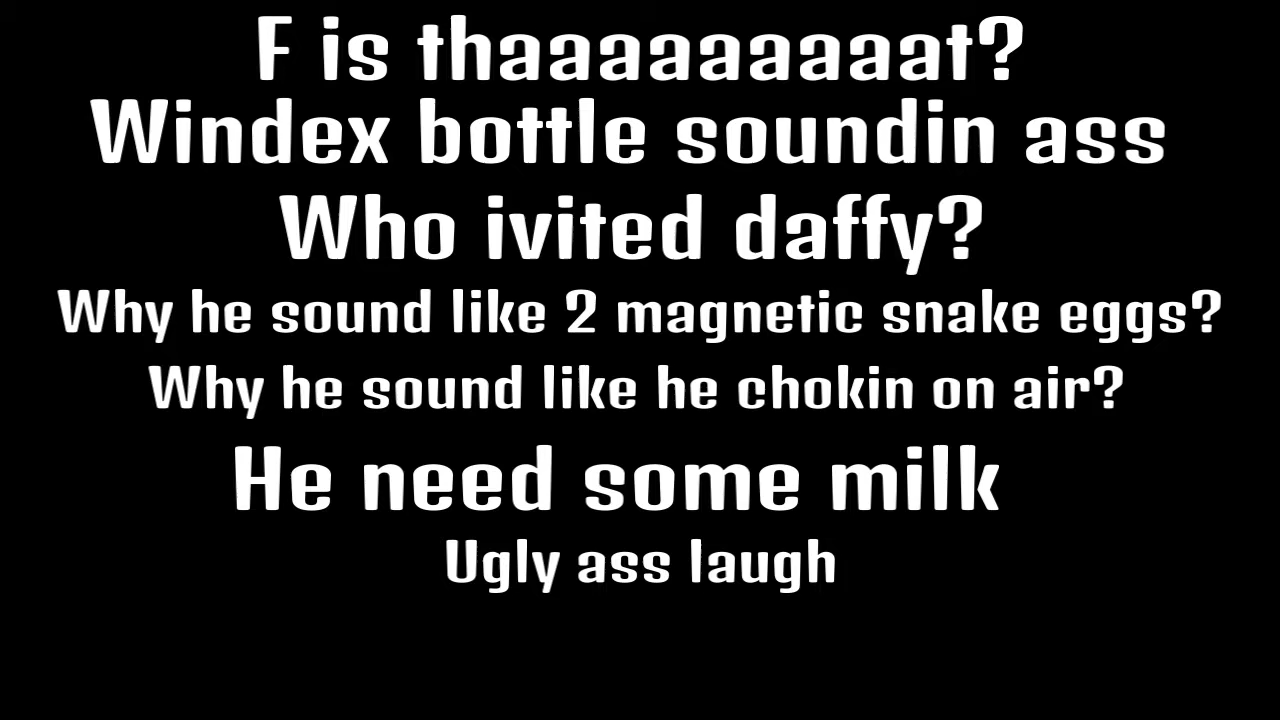 F is thaaaaaaaaat?
Windex bottle soundin ass
Who ivited daffy?
Why he sound like 2 magnetic snake eggs?
Why he sound like he chokin on air?
He need some milk
Ugly ass laugh